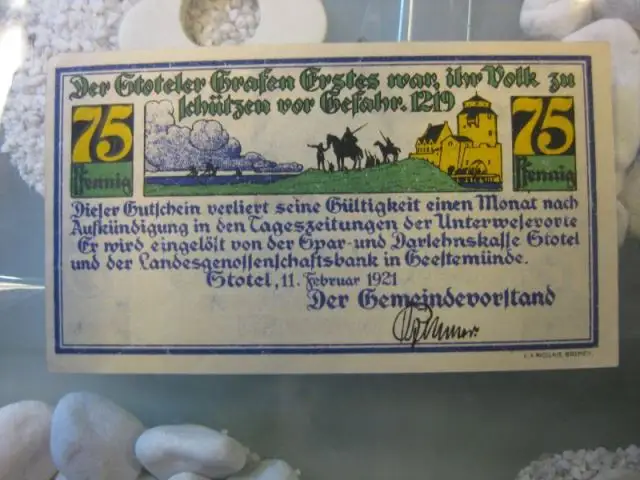 Der Stoteler Grafen Erstes war, ihr Volk zu
schützen vor Gefahr. 1219
75
Pfennig
75
Pfennig
Dieser Gutschein verliert seine Gültigkeit einen Monat nach
Aufkündigung in den Tageszeitungen der Unterweserorte
Er wird eingelöst von der Spar- und Darlehnskasse Stotel
und der Landesgenossenschaftsbank in Geestemünde.
Stotel, 11. Februar 1921
Der Gemeindevorstand